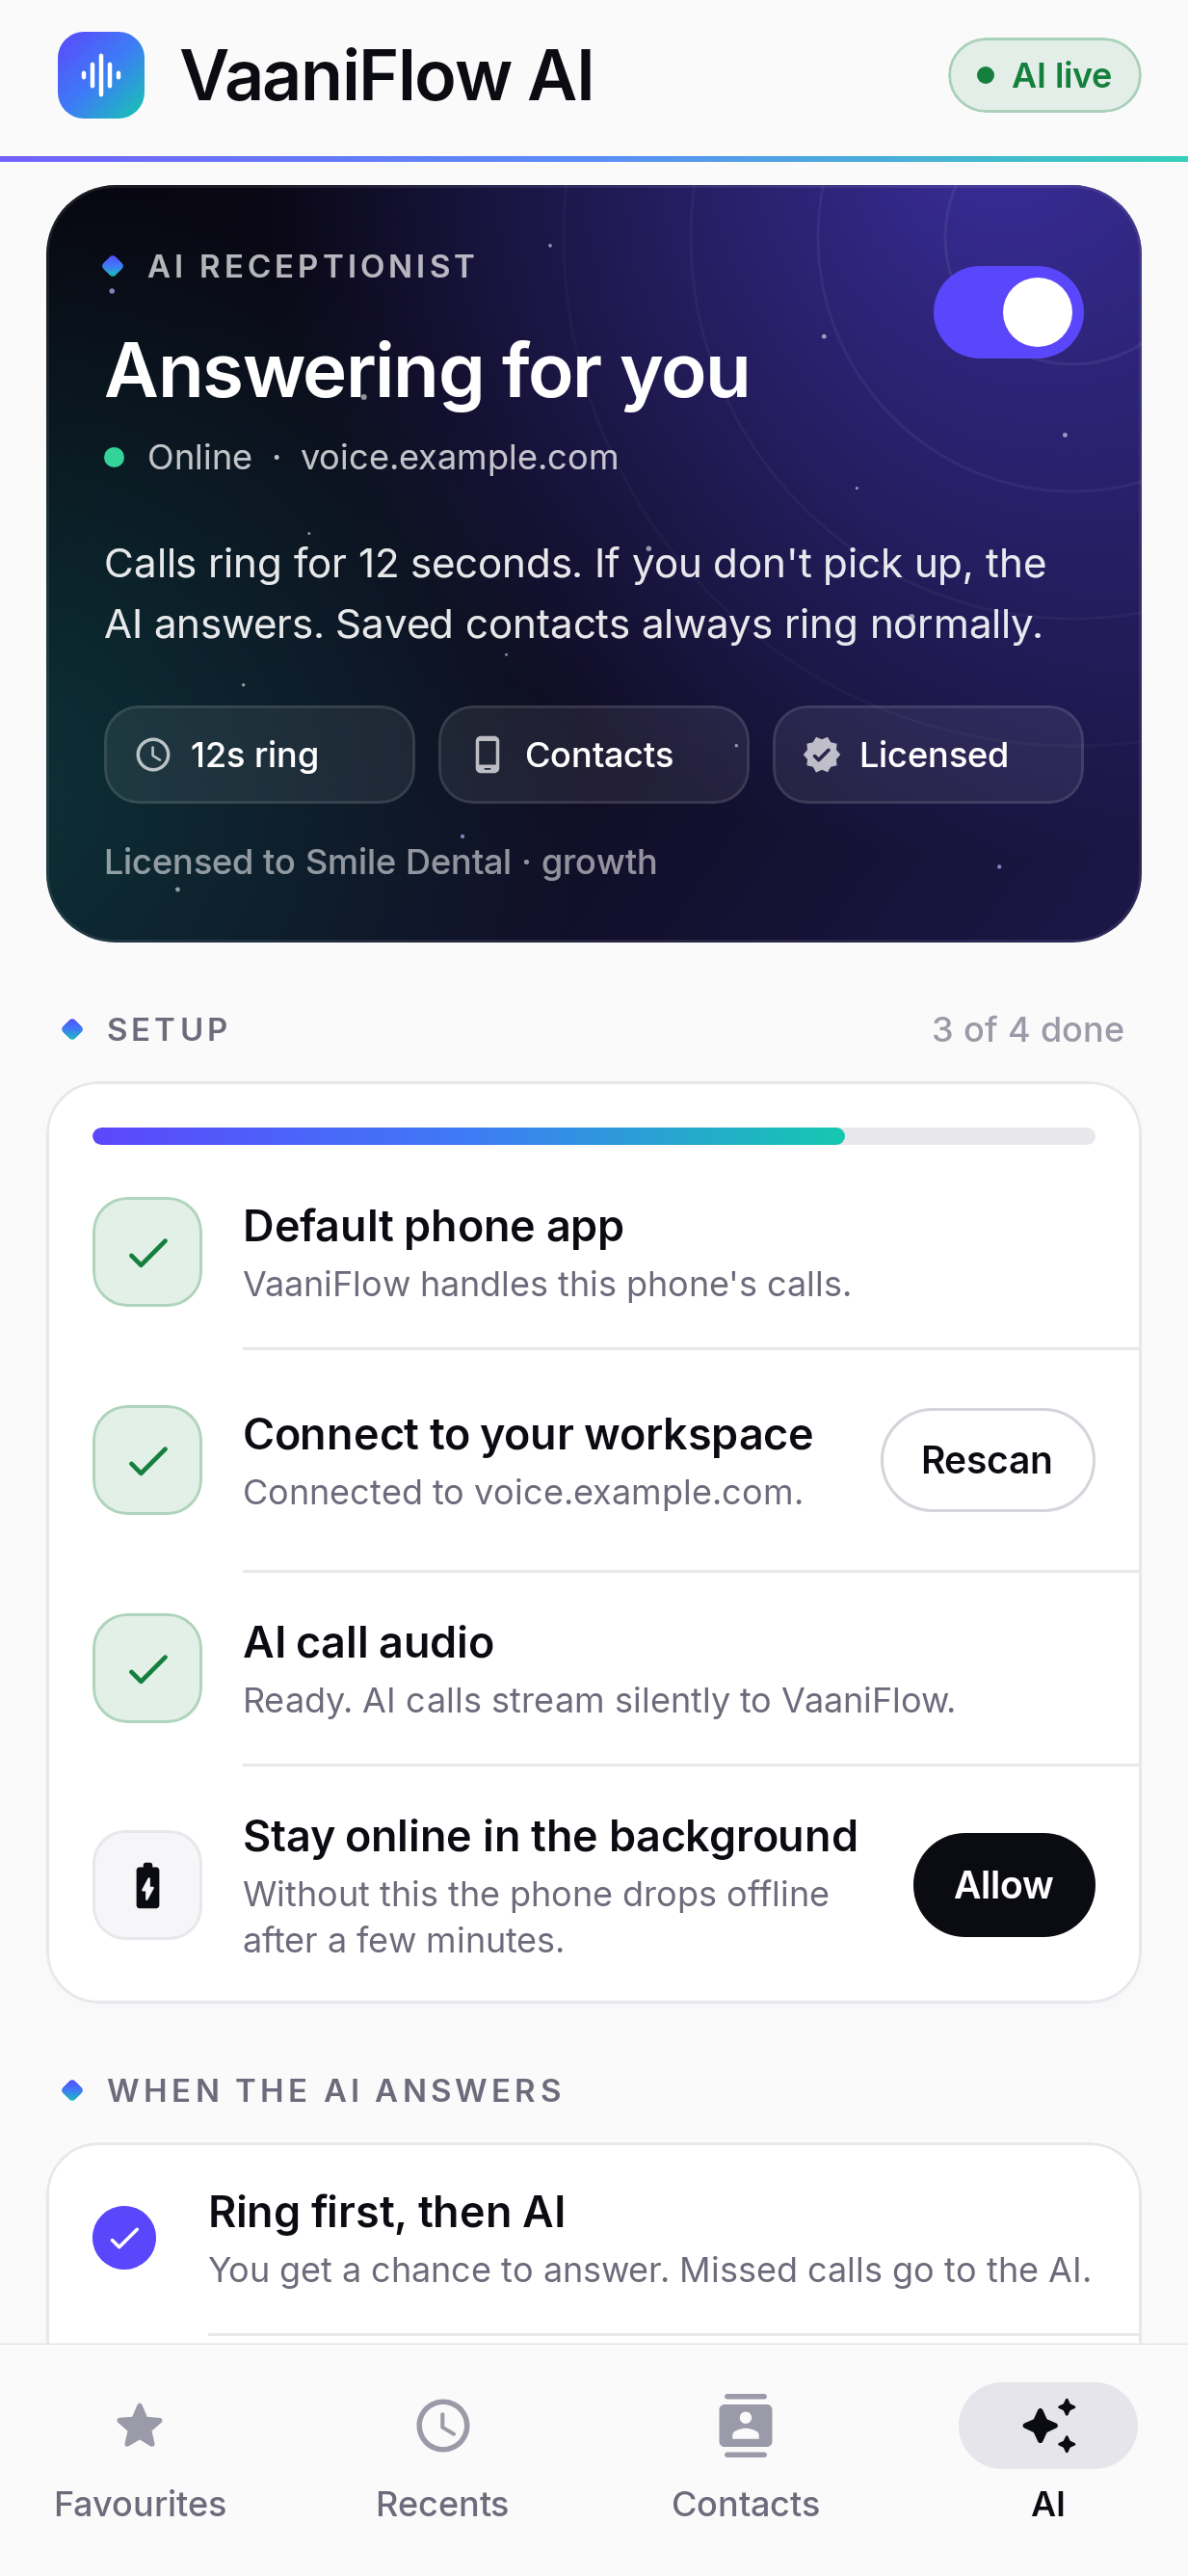 VaaniFlow AI
AI live
AI RECEPTIONIST
Answering for you
Online · voice.example.com
Calls ring for 12 seconds. If you don't pick up, the
AI answers. Saved contacts always ring normally.
12s ring
Contacts
Licensed
Licensed to Smile Dental · growth
SETUP
3 of 4 done
Default phone app
VaaniFlow handles this phone's calls.
Connect to your workspace
Connected to voice.example.com.
Rescan
AI call audio
Ready. AI calls stream silently to VaaniFlow.
Stay online in the background
Without this the phone drops offline
after a few minutes.
Allow
WHEN THE AI ANSWERS
Ring first, then AI
You get a chance to answer. Missed calls go to the AI.
Favourites
Recents
Contacts
AI